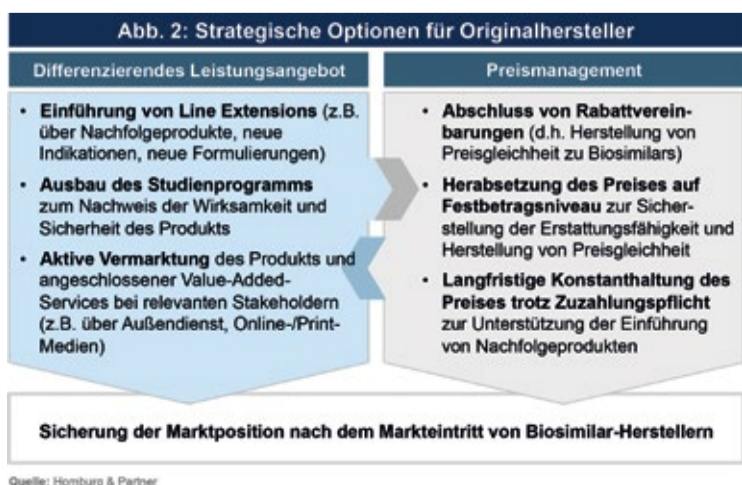 Abb. 2: Strategische Optionen für Originalhersteller
Differenzierendes Leistungsangebot
• Einführung von Line Extensions (z.B.
über Nachfolgeprodukte, neue
Indikationen, neue Formulierungen)
• Ausbau des Studienprogramms
zum Nachweis der Wirksamkeit und
Sicherheit des Produkts
• Aktive Vermarktung des Produkts und
angeschlossener Value-Added-
Services bei relevanten Stakeholdern
(z.B. über Außendienst, Online-/Print-
Medien)
Preismanagement
• Abschluss von Rabattverein-
barungen (d.h. Herstellung von
Preisgleichheit zu Biosimilars)
• Herabsetzung des Preises auf
Festbetragsniveau zur Sicher-
stellung der Erstattungsfähigkeit und
Herstellung von Preisgleichheit
• Langfristige Konstanthaltung des
Preises trotz Zuzahlungspflicht
zur Unterstützung der Einführung
von Nachfolgeprodukten
Sicherung der Marktposition nach dem Markteintritt von Biosimilar-Herstellern
Quelle: Homburg & Partner